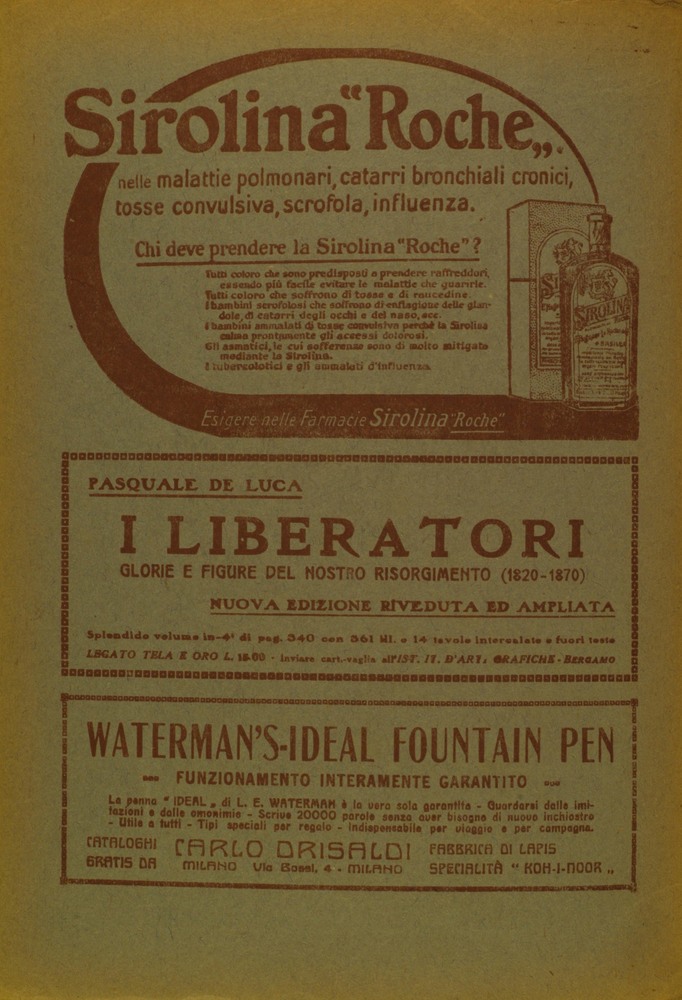 Sirolina "Roche„.
nelle malattie polmonari, catarri bronchiali cronici,
tosse convulsiva, scrofola, influenza.
Chi deve prendere la Sirolina "Roche"?
Tutti coloro che sono predisposti a prendere raffreddori,
essendo più facile evitare le malattie che guarirle.
Tutti coloro che soffrono di tosse e di raucedine.
I bambini scrofolosi che soffrono di enfiagione delle glan-
dole, di catarri degli occhi e del naso, ecc.
I bambini ammalati di tosse convulsiva perchè la Sirolina
calma prontamente gli accessi dolorosi.
Gli asmatici, le cui sofferenze sono di molto mitigate
mediante la Sirolina.
I tubercolotici e gli ammalati d'influenza.
SIROLINA
Esigere nelle Farmacie Sirolina "Roche"
PASQUALE DE LUCA
I LIBERATORI
GLORIE E FIGURE DEL NOSTRO RISORGIMENTO (1820-1870)
NUOVA EDIZIONE RIVEDUTA ED AMPLIATA
Splendido volume in-4° di pag. 340 con 361 ill. e 14 tavole intercalate e fuori testo
LEGATO TELA E ORO L. - Inviare cart.-vaglia all'IST. IT. D'ARTI GRAFICHE - BERGAMO
WATERMAN'S-IDEAL FOUNTAIN PEN
FUNZIONAMENTO INTERAMENTE GARANTITO
La penna "IDEAL„ di L. E. WATERMAN è la vera sola garantita - Guardarsi dalle imi-
tazioni e dalle omonimie - Scrive 20000 parole senza aver bisogno di nuovo inchiostro
- Utile a tutti - Tipi speciali per regalo - Indispensabile per viaggio e per campagna.
CATALOGHI CARLO DRISALDI FABBRICA DI LAPIS
GRATIS DA MILANO Via Bossi, 4 - MILANO SPECIALITÀ "KOH-I-NOOR„